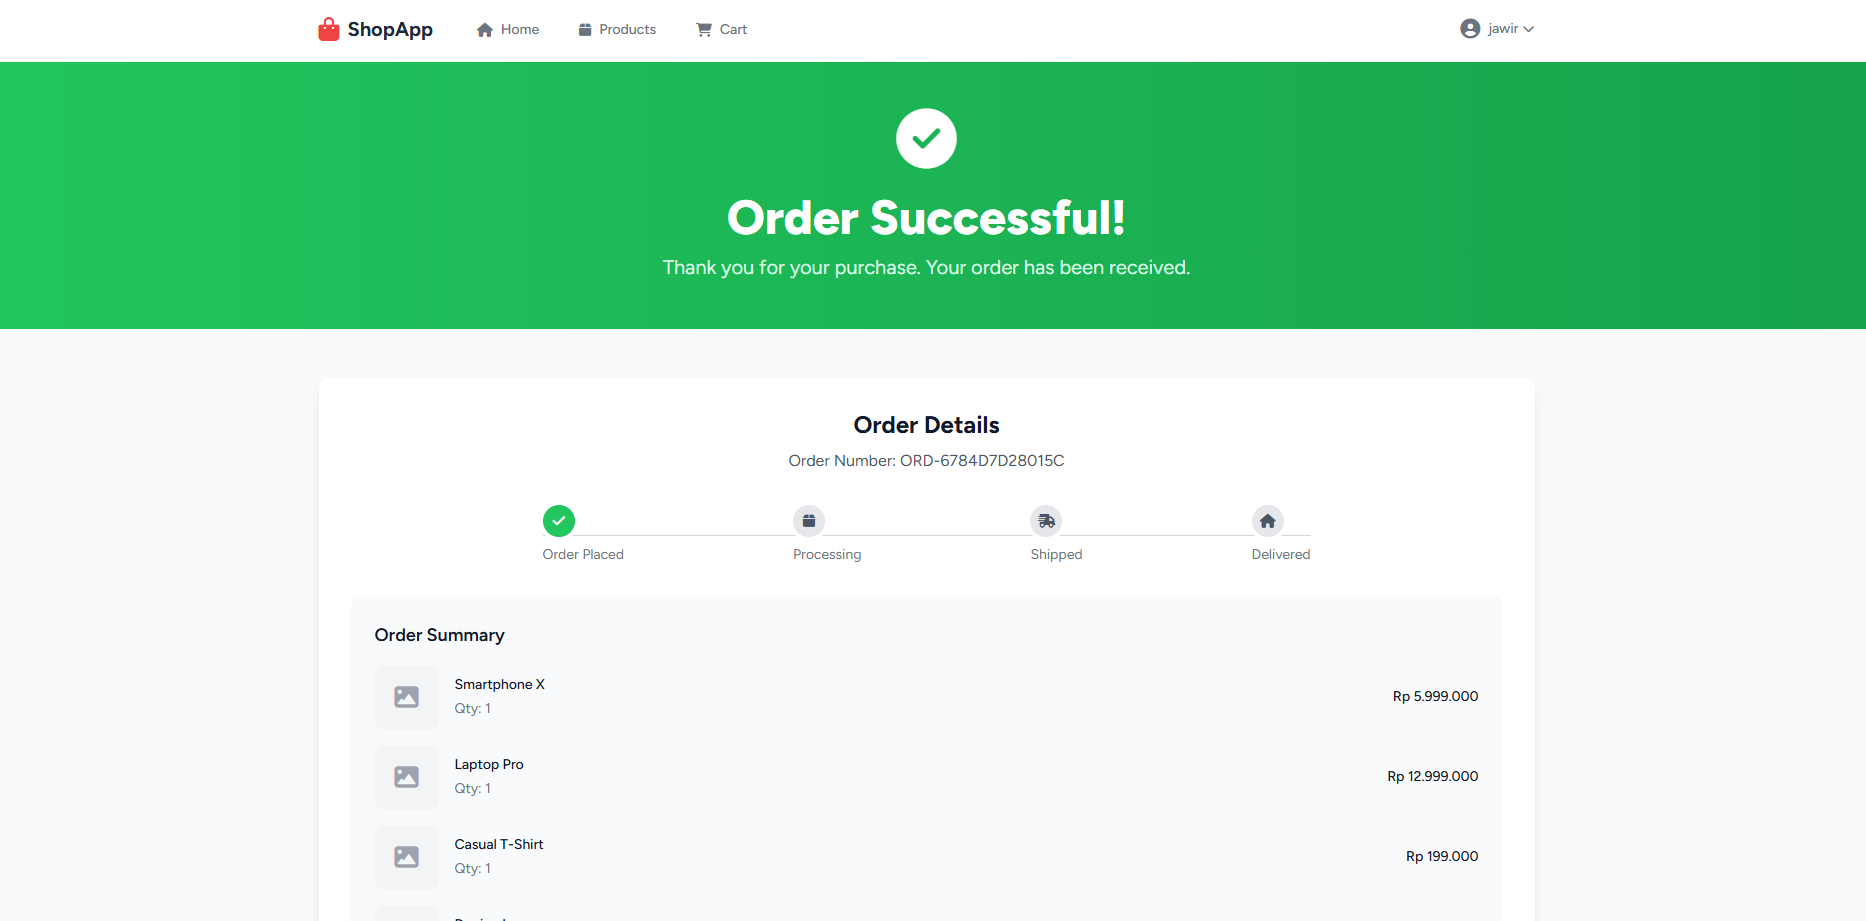 ShopApp
Home
Products
Cart
jawir
Order Successful!
Thank you for your purchase. Your order has been received.
Order Details
Order Number: ORD-6784D7D28015C
Order Placed
Processing
Shipped
Delivered
Order Summary
Smartphone X
Qty: 1
Rp 5.999.000
Laptop Pro
Qty: 1
Rp 12.999.000
Casual T-Shirt
Qty: 1
Rp 199.000